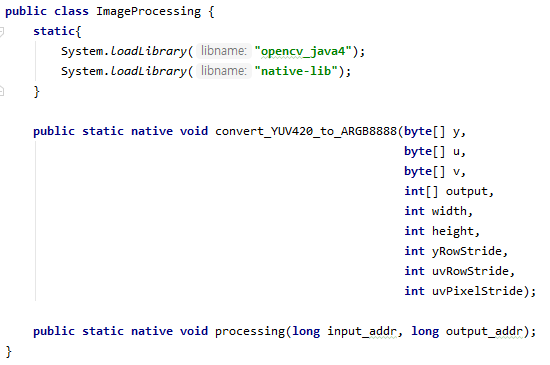 public class ImageProcessing {
static{
System.loadLibrary( libname: "opencv_java4");
System.loadLibrary( libname: "native-lib");
}
public static native void convert_YUV420_to_ARGB8888(byte[] y,
byte[] u,
byte[] v,
int[] output,
int width,
int height,
int yRowStride,
int uvRowStride,
int uvPixelStride);
public static native void processing(long input_addr, long output_addr);
}